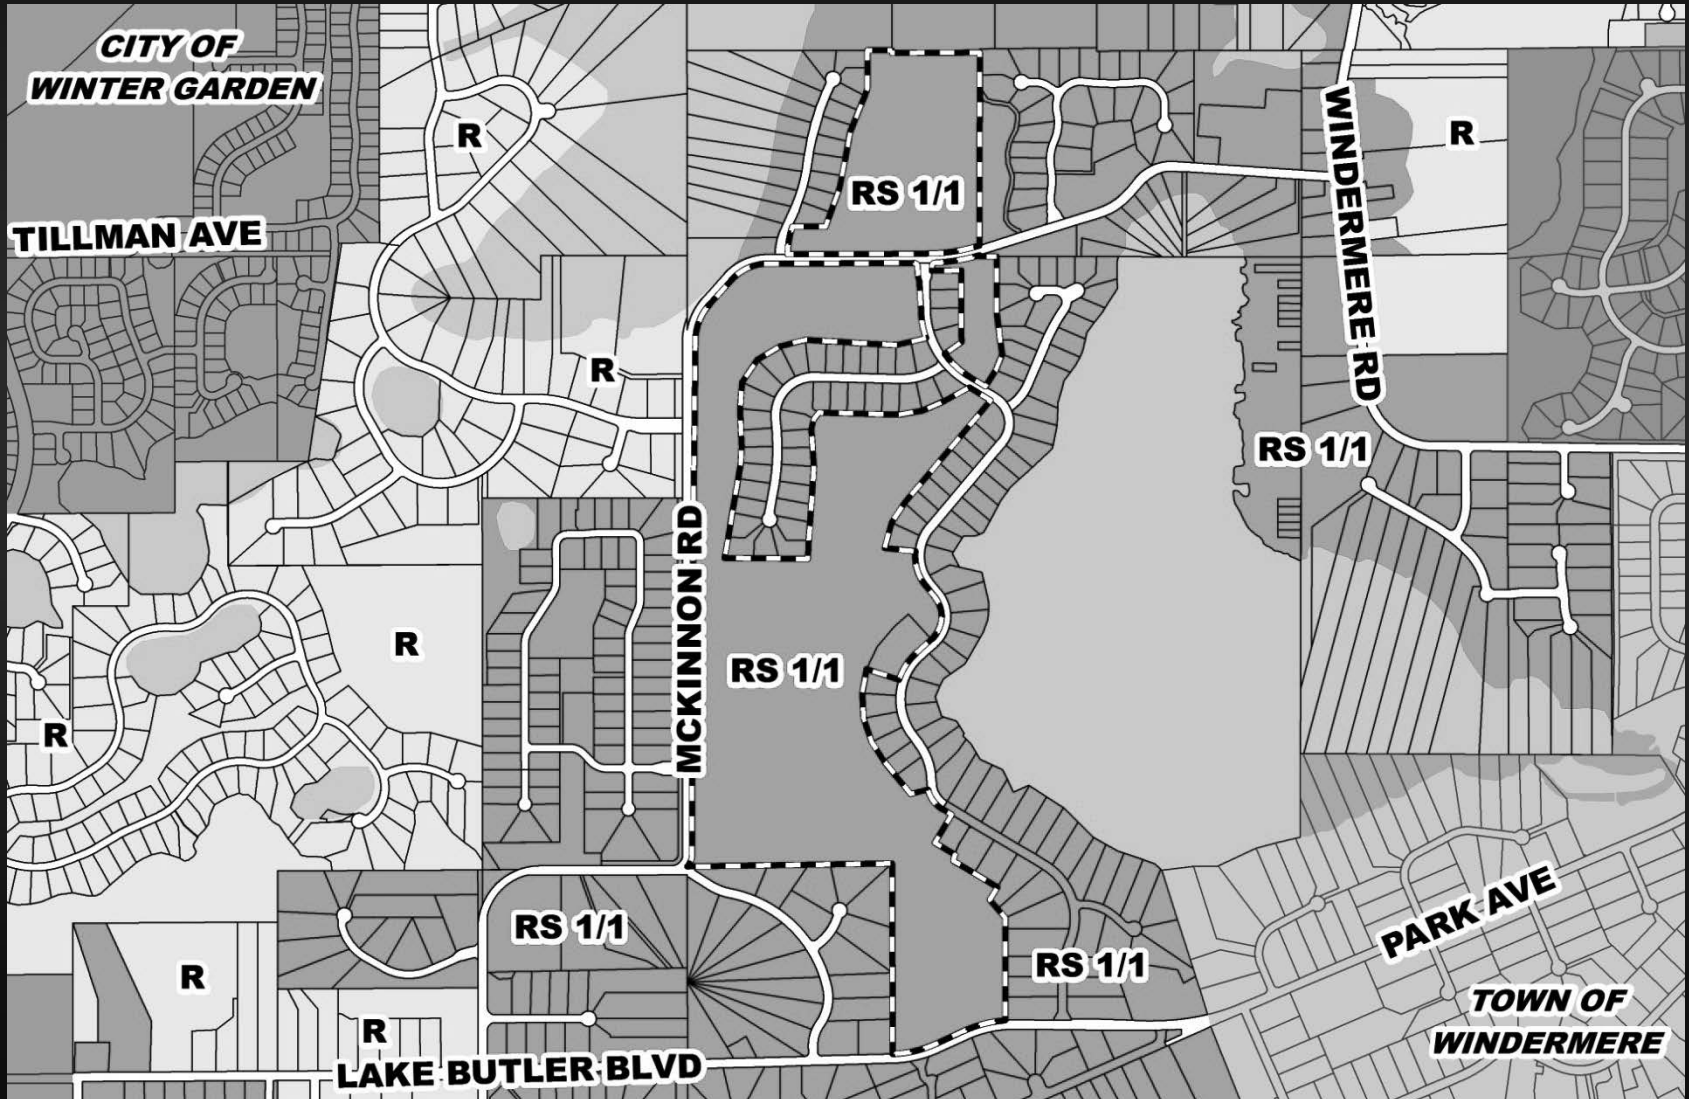 CITY OF
WINTER GARDEN
R
WINDERMERE RD
R
RS 1/1
TILLMAN AVE
R
RS 1/1
MCKINNON RD
R
RS 1/1
R
PARK AVE
RS 1/1
RS 1/1
R
TOWN OF
WINDERMERE
R
LAKE BUTLER BLVD